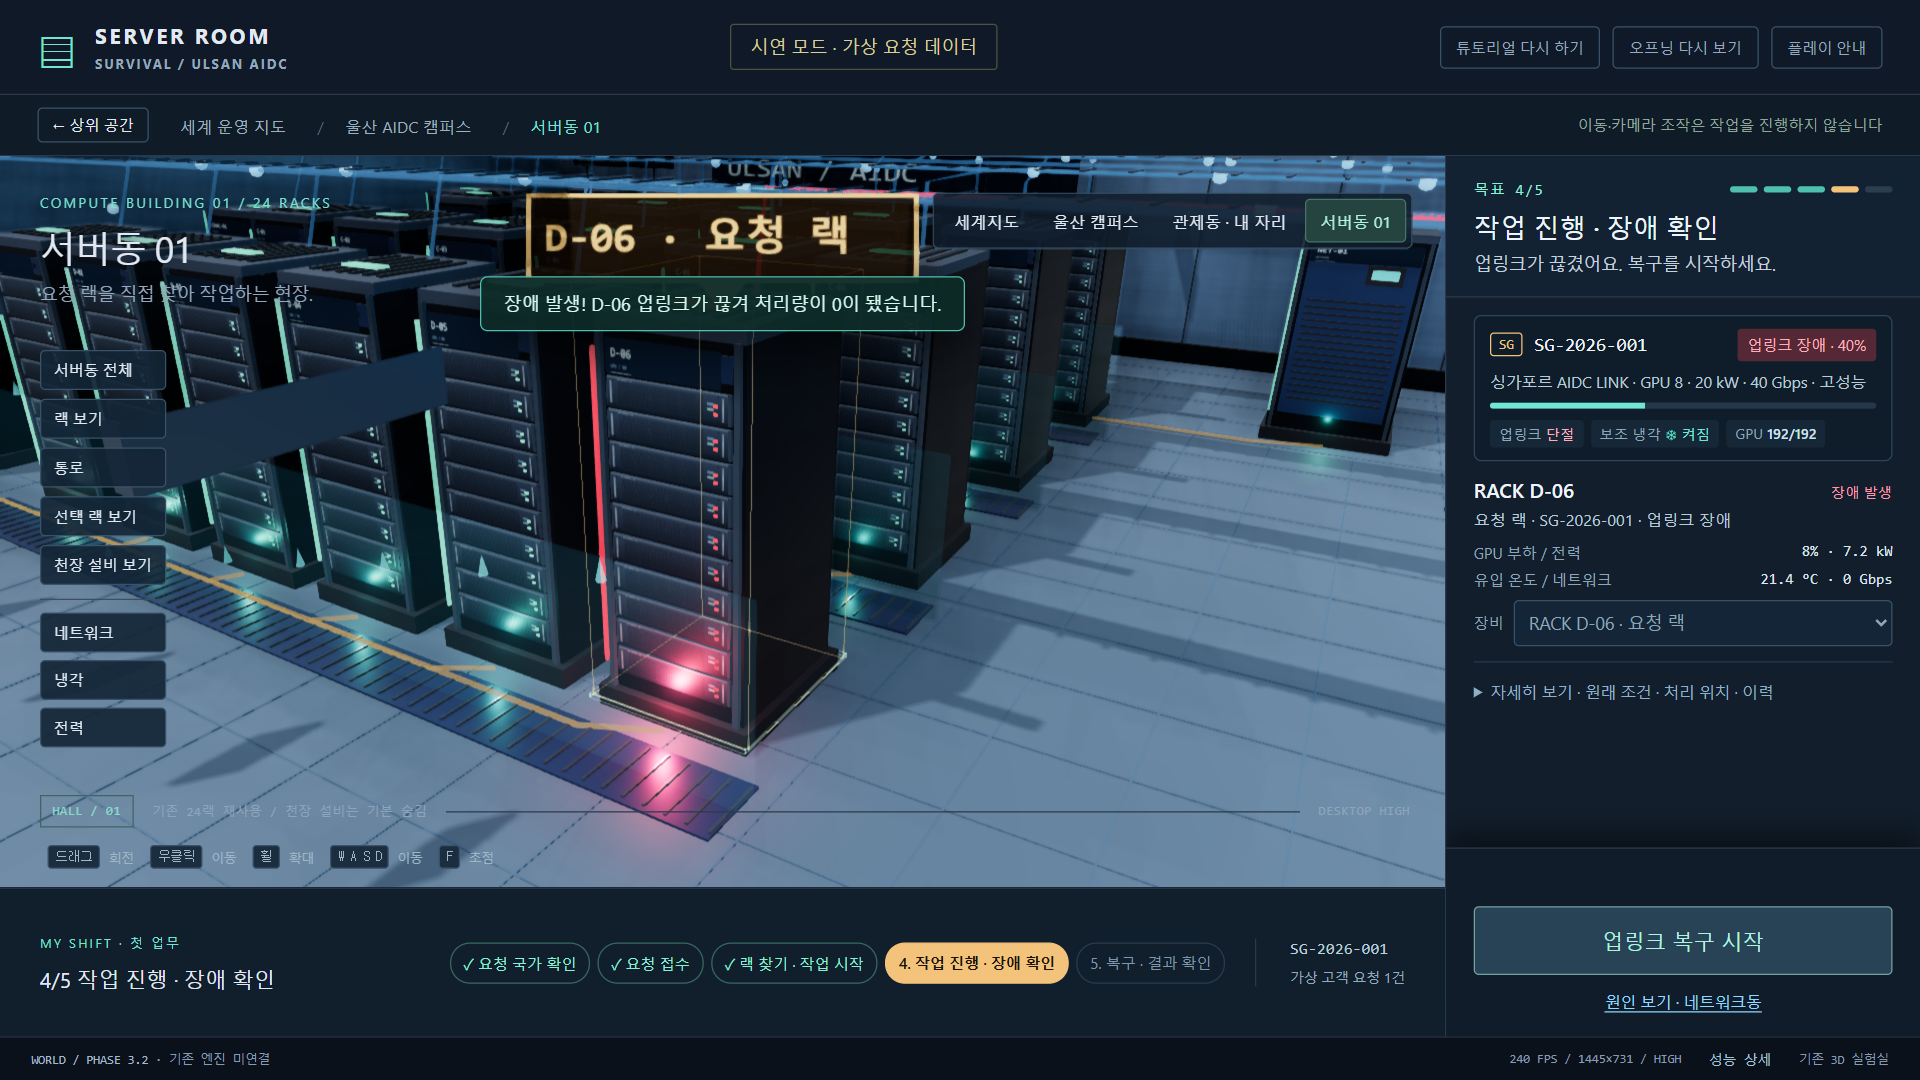 SERVER ROOM
SURVIVAL / ULSAN AIDC
시연 모드 · 가상 요청 데이터
튜토리얼 다시 하기
오프닝 다시 보기
플레이 안내
← 상위 공간
세계 운영 지도 / 울산 AIDC 캠퍼스 / 서버동 01
이동·카메라 조작은 작업을 진행하지 않습니다
ULSAN / AIDC
COMPUTE BUILDING 01 / 24 RACKS
서버동 01
요청 랙을 직접 찾아 작업하는 현장.
D-06 · 요청 랙
세계지도
울산 캠퍼스
관제동 · 내 자리
서버동 01
장애 발생! D-06 업링크가 끊겨 처리량이 0이 됐습니다.
D-05
D-06
서버동 전체
랙 보기
통로
선택 랙 보기
천장 설비 보기
네트워크
냉각
전력
HALL / 01
기존 24랙 재사용 / 천장 설비는 기본 숨김
DESKTOP HIGH
드래그 회전 우클릭 이동 휠 확대 W A S D 이동 F 초점
목표 4/5
작업 진행 · 장애 확인
업링크가 끊겼어요. 복구를 시작하세요.
SG SG-2026-001
업링크 장애 · 40%
싱가포르 AIDC LINK · GPU 8 · 20 kW · 40 Gbps · 고성능
업링크 단절
보조 냉각 ❄ 켜짐
GPU 192/192
RACK D-06
장애 발생
요청 랙 · SG-2026-001 · 업링크 장애
GPU 부하 / 전력 8% · 7.2 kW
유입 온도 / 네트워크 21.4 °C · 0 Gbps
장비 RACK D-06 · 요청 랙
▶ 자세히 보기 · 원래 조건 · 처리 위치 · 이력
업링크 복구 시작
원인 보기 · 네트워크동
MY SHIFT · 첫 업무
4/5 작업 진행 · 장애 확인
✓ 요청 국가 확인
✓ 요청 접수
✓ 랙 찾기 · 작업 시작
4. 작업 진행 · 장애 확인
5. 복구 · 결과 확인
SG-2026-001
가상 고객 요청 1건
WORLD / PHASE 3.2 · 기존 엔진 미연결
240 FPS / 1445×731 / HIGH
성능 상세
기존 3D 실험실